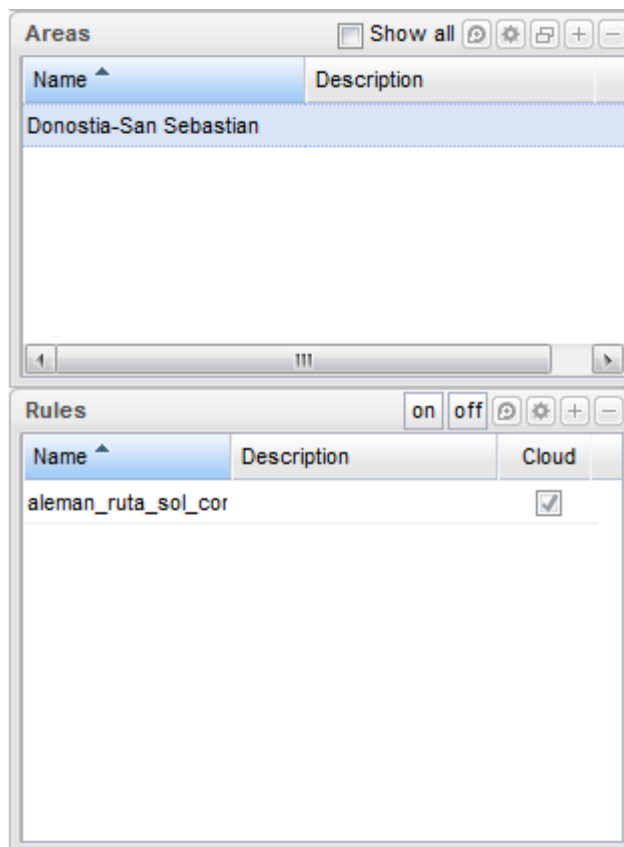 Areas Show all
Name Description
Donostia-San Sebastian
Rules on off
Name Description Cloud
aleman_ruta_sol_cor